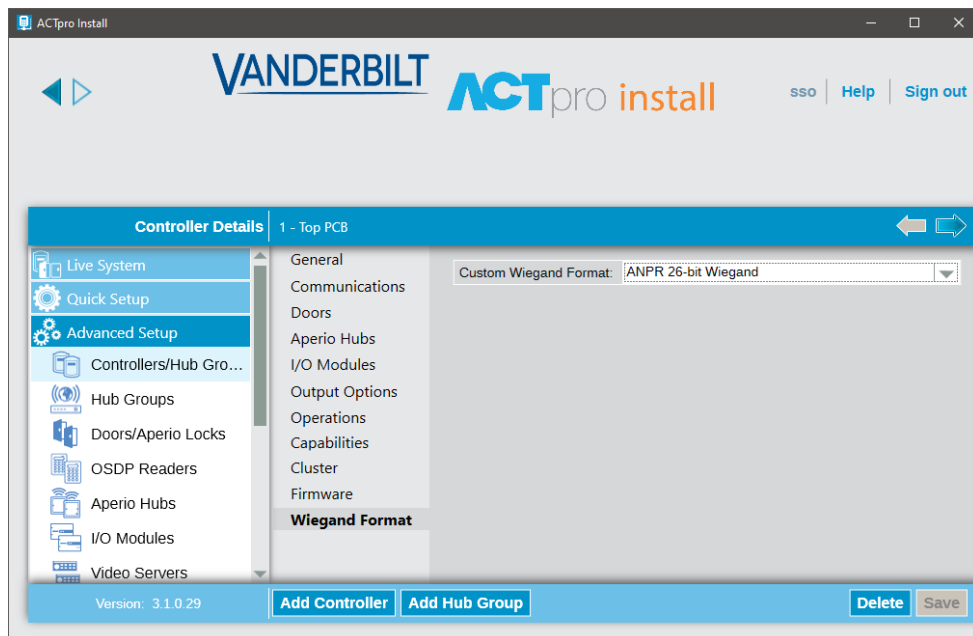 ACTpro Install
VANDERBILT
ACTpro install
sso
Help
Sign out
Controller Details
1 - Top PCB
Live System
Quick Setup
Advanced Setup
Controllers/Hub Gro...
Hub Groups
Doors/Aperio Locks
OSDP Readers
Aperio Hubs
I/O Modules
Video Servers
General
Communications
Doors
Aperio Hubs
I/O Modules
Output Options
Operations
Capabilities
Cluster
Firmware
Wiegand Format
Custom Wiegand Format:
ANPR 26-bit Wiegand
Version: 3.1.0.29
Add Controller
Add Hub Group
Delete
Save